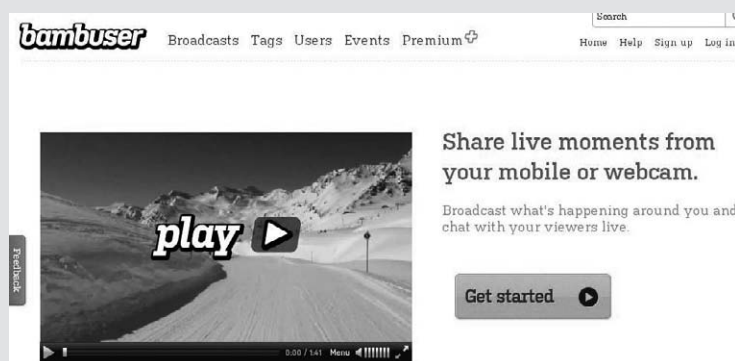 Search
bambuser Broadcasts Tags Users Events Premium
Home Help Sign up Log in
Share live moments from
your mobile or webcam.
play
Broadcast what's happening around you and
chat with your viewers live.
Feedback
Get started
0:00 / 1:41 Menu